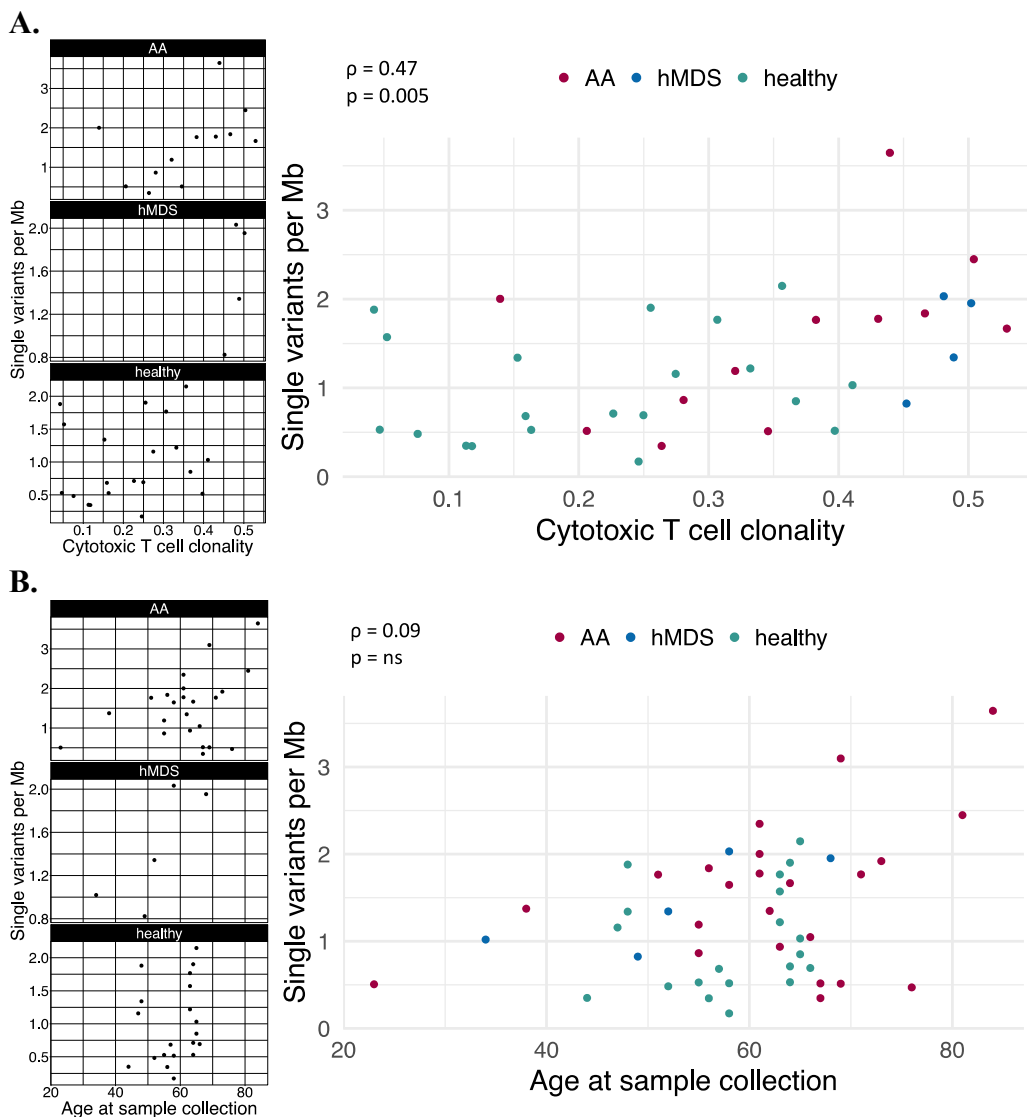 A.
AA
3
2
1
hMDS
2.0
1.6
1.2
0.8
healthy
2.0
1.5
1.0
0.5
0.1 0.2 0.3 0.4 0.5
Cytotoxic T cell clonality
Single variants per Mb
ρ = 0.47
p = 0.005
AA hMDS healthy
3
2
1
0
0.1 0.2 0.3 0.4 0.5
Cytotoxic T cell clonality
Single variants per Mb
B.
AA
3
2
1
hMDS
2.0
1.6
1.2
0.8
healthy
2.0
1.5
1.0
0.5
20 40 60 80
Age at sample collection
Single variants per Mb
ρ = 0.09
p = ns
AA hMDS healthy
3
2
1
0
20 40 60 80
Age at sample collection
Single variants per Mb